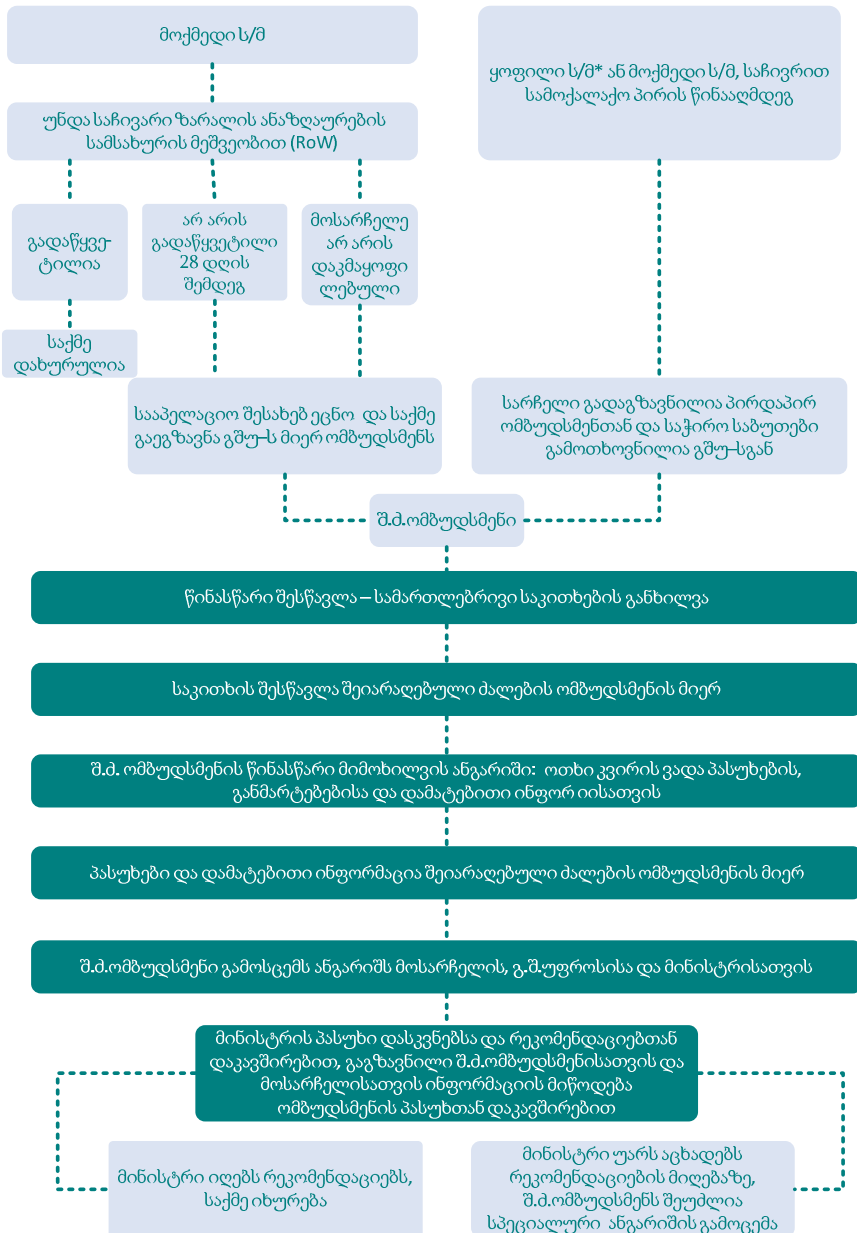 მოქმედი ს/მ
ყოფილი ს/მ* ან მოქმედი ს/მ, საჩივრით
სამოქალაქო პირის წინააღმდეგ
უნდა საჩივარი ზარალის ანაზღაურების
სამსახურის მეშვეობით (RoW)
გადაწყვე-
ტილია
არ არის
გადაწყვეტილი
28 დღის
შემდეგ
მოსარჩელე
არ არის
დაკმაყოფი
ლებული
საქმე
დახურულია
სააპელაციო შესახებ ეცნო და საქმე
გაეგზავნა გშუ–ს მიერ ომბუდსმენს
სარჩელი გადაგზავნილია პირდაპირ
ომბუდსმენთან და საჭირო საბუთები
გამოთხოვნილია გშუ–სგან
შ.ძ.ომბუდსმენი
წინასწარი შესწავლა – სამართლებრივი საკითხების განხილვა
საკითხის შესწავლა შეიარაღებული ძალების ომბუდსმენის მიერ
შ.ძ. ომბუდსმენის წინასწარი მიმოხილვის ანგარიში: ოთხი კვირის ვადა პასუხების,
განმარტებებისა და დამატებითი ინფორ იისათვის
პასუხები და დამატებითი ინფორმაცია შეიარაღებული ძალების ომბუდსმენის მიერ
შ.ძ.ომბუდსმენი გამოსცემს ანგარიშს მოსარჩელის, გ.შ.უფროსისა და მინისტრისათვის
მინისტრის პასუხი დასკვნებსა და რეკომენდაციებთან
დაკავშირებით, გაგზავნილი შ.ძ.ომბუდსმენისათვის და
მოსარჩელისათვის ინფორმაციის მიწოდება
ომბუდსმენის პასუხთან დაკავშირებით
მინისტრი იღებს რეკომენდაციებს,
საქმე იხურება
მინისტრი უარს აცხადებს
რეკომენდაციების მიღებაზე,
შ.ძ.ომბუდსმენს შეუძლია
სპეციალური ანგარიშის გამოცემა